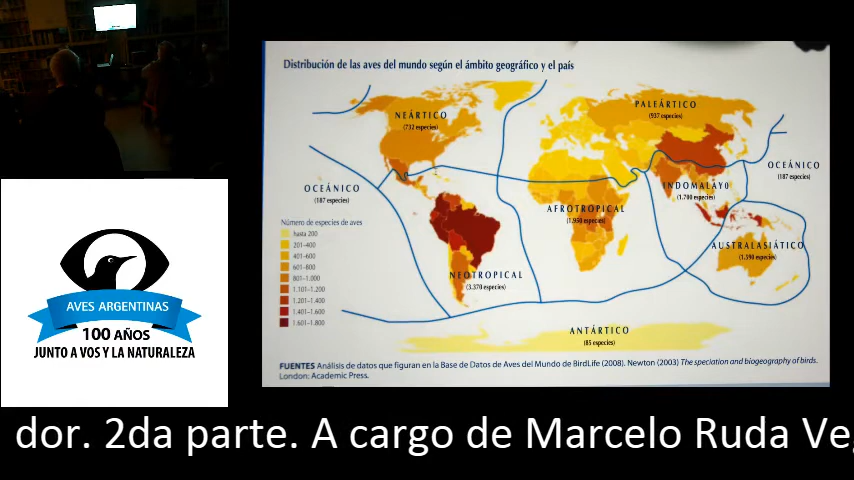 Distribución de las aves del mundo según el ámbito geográfico y el país
NEÁRTICO
(732 especies)
PALEÁRTICO
(937 especies)
OCEÁNICO
(187 especies)
OCEÁNICO
(187 especies)
INDOMALAYO
(1.700 especies)
AFROTROPICAL
(1.950 especies)
AUSTRALASIÁTICO
(1.590 especies)
NEOTROPICAL
(3.370 especies)
ANTÁRTICO
(85 especies)
Número de especies de aves
hasta 200
201–400
401–600
601–800
801–1.000
1.101–1.200
1.201–1.400
1.401–1.600
1.601–1.800
FUENTES Análisis de datos que figuran en la Base de Datos de Aves del Mundo de BirdLife (2008). Newton (2003) The speciation and biogeography of birds.
London: Academic Press.
AVES ARGENTINAS
100 AÑOS
JUNTO A VOS Y LA NATURALEZA
dor. 2da parte. A cargo de Marcelo Ruda Veg